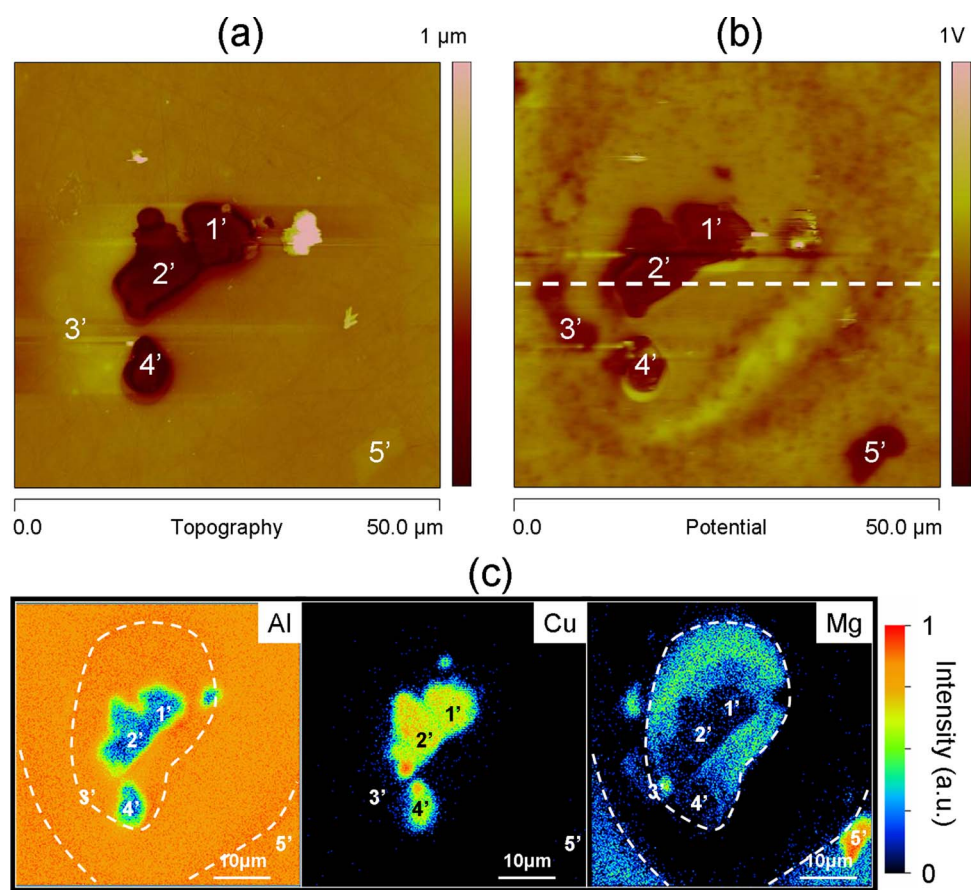 (a)
(b)
1 µm
1V
1'
2'
3'
4'
5'
1'
2'
3'
4'
5'
0.0 Topography 50.0 µm
0.0 Potential 50.0 µm
(c)
Al
1'
2'
3'
4'
5'
10µm
Cu
1'
2'
3'
4'
5'
10µm
Mg
1'
2'
3'
4'
5'
10µm
1
Intensity (a.u.)
0